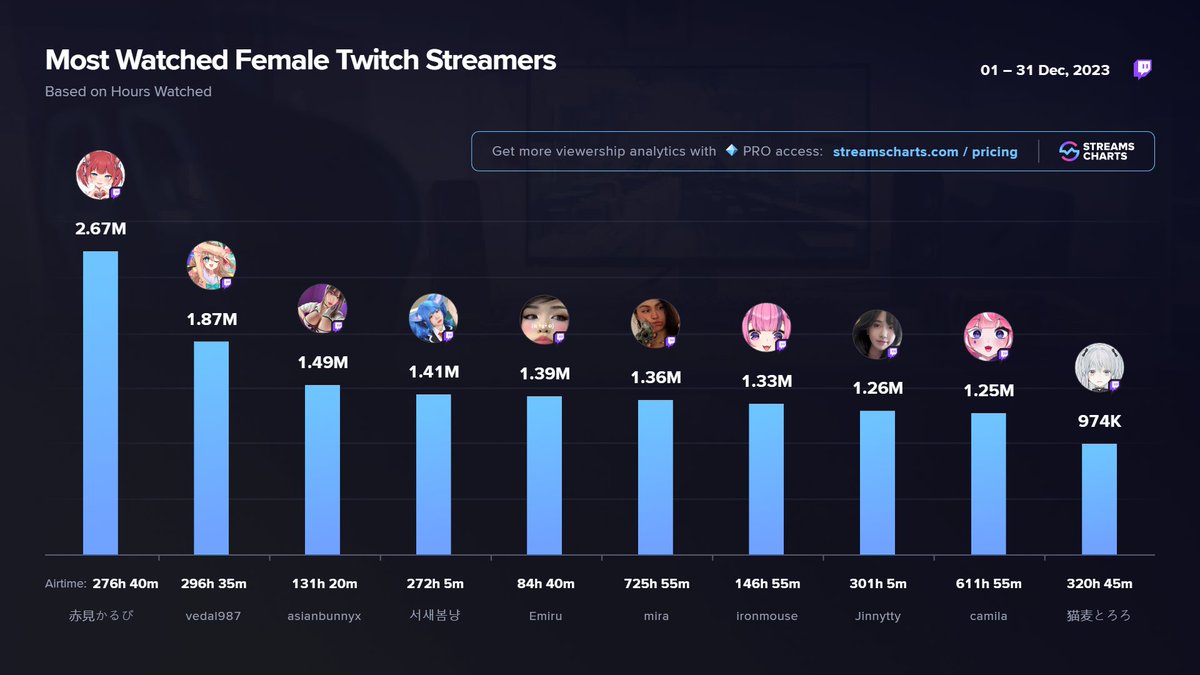 Most Watched Female Twitch Streamers
Based on Hours Watched
01 – 31 Dec, 2023
Get more viewership analytics with PRO access: streamscharts.com / pricing
STREAMS
CHARTS
2.67M
1.87M
1.49M
1.41M
1.39M
1.36M
1.33M
1.26M
1.25M
974K
Airtime: 276h 40m 296h 35m 131h 20m 272h 5m 84h 40m 725h 55m 146h 55m 301h 5m 611h 55m 320h 45m
赤見かるび vedal987 asianbunnyx 서새봄냥 Emiru mira ironmouse Jinnytty camila 猫麦とろろ